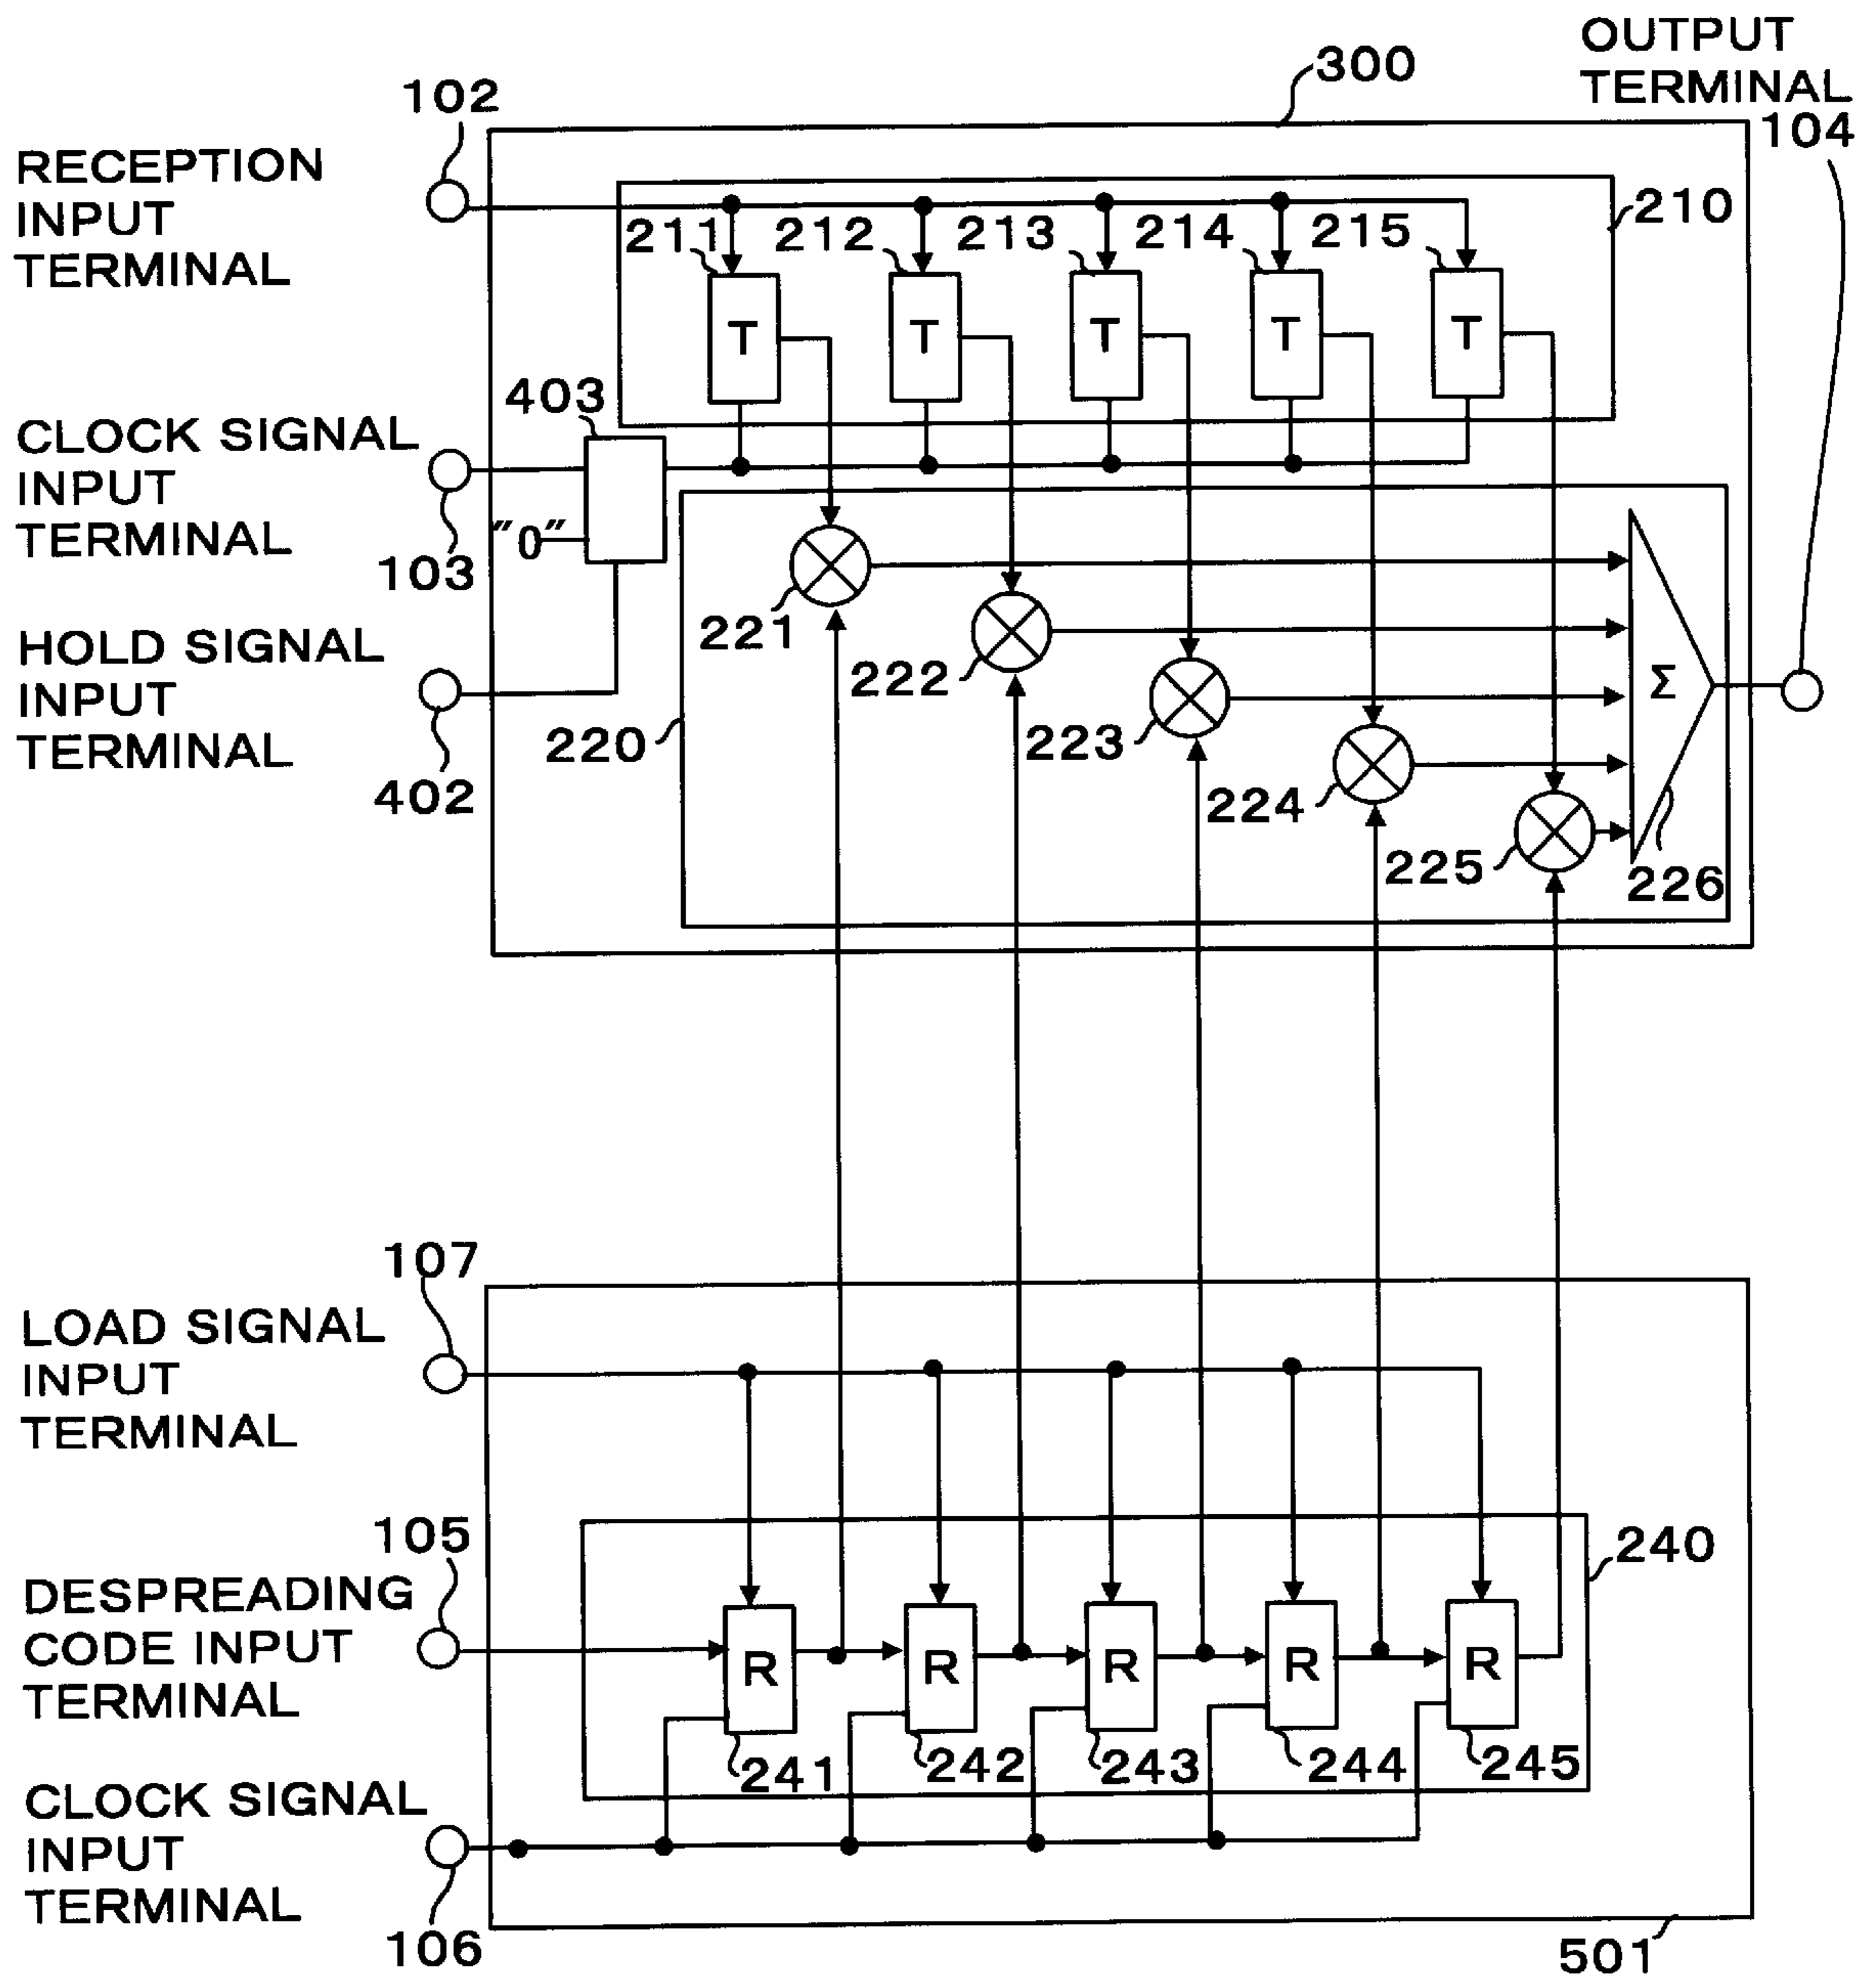 OUTPUT
TERMINAL
104
300
102
RECEPTION
INPUT
TERMINAL
210
211
212
213
214
215
T
T
T
T
T
403
CLOCK SIGNAL
INPUT
TERMINAL
103
"0"
HOLD SIGNAL
INPUT
TERMINAL
402
220
221
222
223
224
225
Σ
226
107
LOAD SIGNAL
INPUT
TERMINAL
105
240
DESPREADING
CODE INPUT
TERMINAL
R
R
R
R
R
241
242
243
244
245
CLOCK SIGNAL
INPUT
TERMINAL
106
501